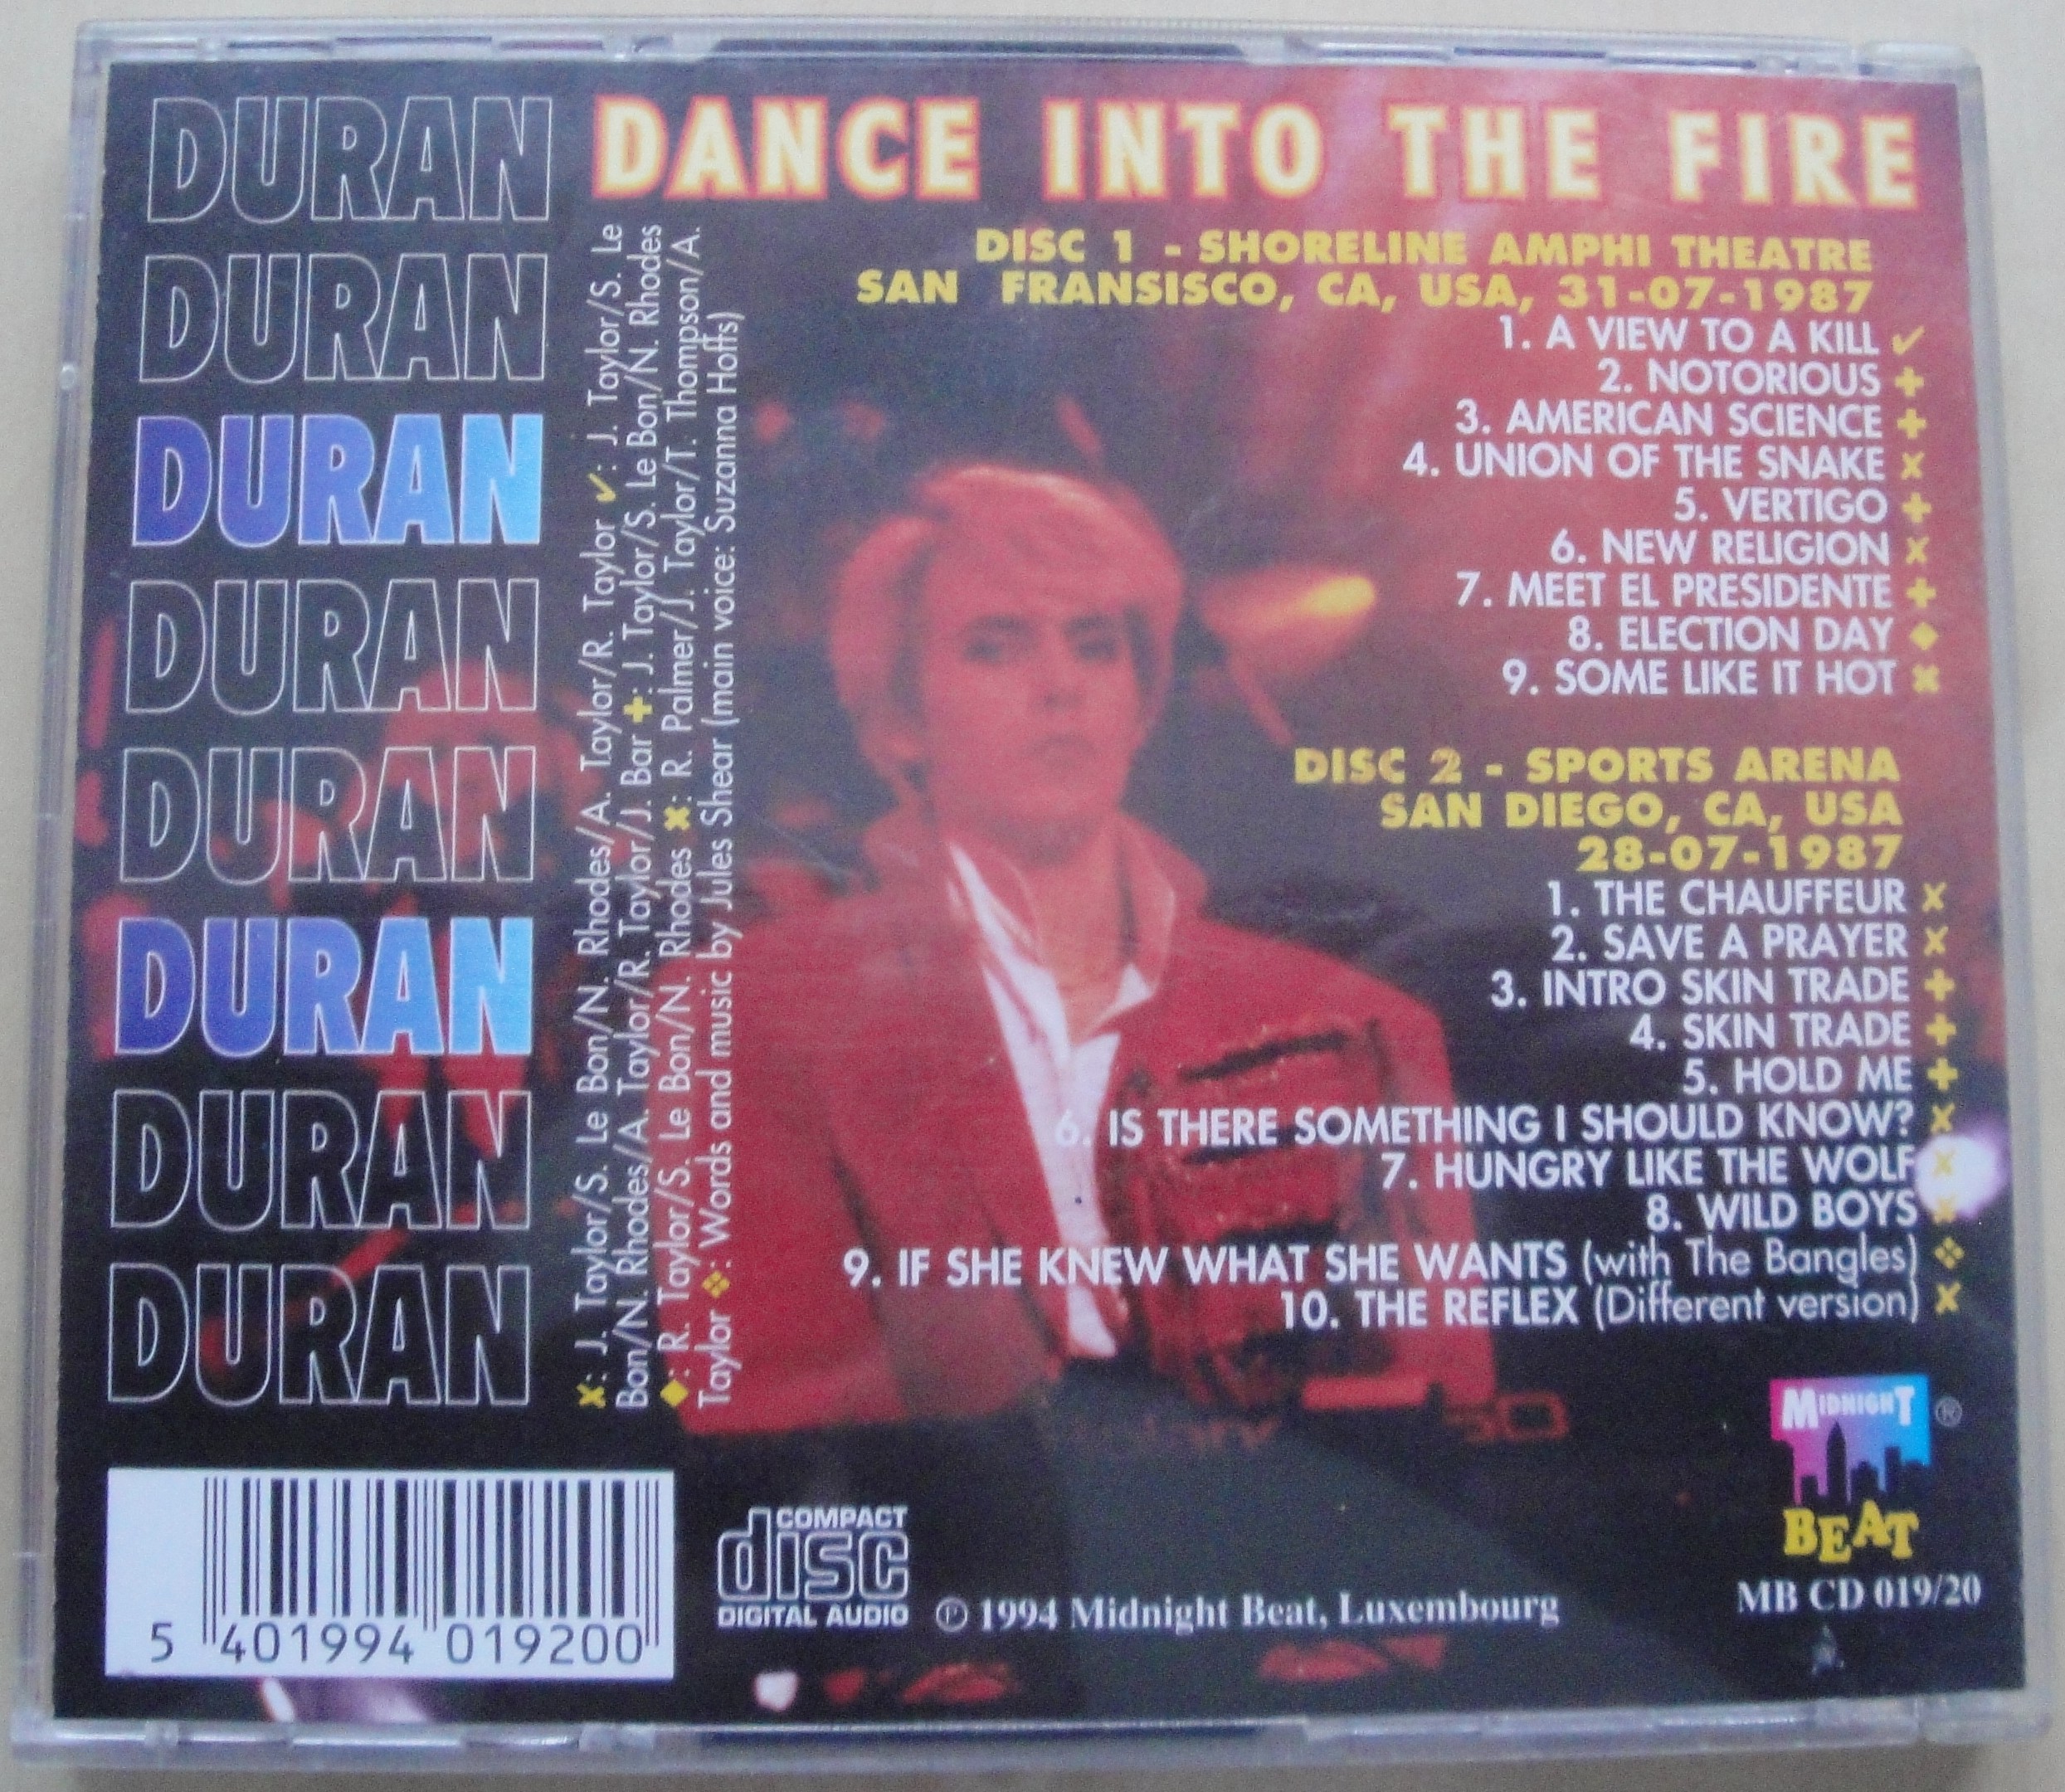 DURAN
DURAN
DURAN
DURAN
DURAN
DURAN
DURAN
DURAN
DANCE INTO THE FIRE
DISC 1 - SHORELINE AMPHI THEATRE
SAN FRANSISCO, CA, USA, 31-07-1987
1. A VIEW TO A KILL ✓
2. NOTORIOUS +
3. AMERICAN SCIENCE +
4. UNION OF THE SNAKE ×
5. VERTIGO +
6. NEW RELIGION ×
7. MEET EL PRESIDENTE +
8. ELECTION DAY ◆
9. SOME LIKE IT HOT ✖
DISC 2 - SPORTS ARENA
SAN DIEGO, CA, USA
28-07-1987
1. THE CHAUFFEUR ×
2. SAVE A PRAYER ×
3. INTRO SKIN TRADE +
4. SKIN TRADE +
5. HOLD ME +
6. IS THERE SOMETHING I SHOULD KNOW? ×
7. HUNGRY LIKE THE WOLF ×
8. WILD BOYS ×
9. IF SHE KNEW WHAT SHE WANTS (with The Bangles) ❖
10. THE REFLEX (Different version) ×
×: J. Taylor/S. Le Bon/N. Rhodes/A. Taylor/R. Taylor ✓: J. Taylor/S. Le
Bon/N. Rhodes/A. Taylor/R. Taylor/J. Bar +: J. Taylor/S. Le Bon/N. Rhodes
◆: R. Taylor/S. Le Bon/N. Rhodes ✖: R. Palmer/J. Taylor/T. Thompson/A.
Taylor ❖: Words and music by Jules Shear (main voice: Suzanna Hoffs)
MIDNIGHT ®
BEAT
MB CD 019/20
COMPACT
disc
DIGITAL AUDIO
℗ 1994 Midnight Beat, Luxembourg
5 401994 019200